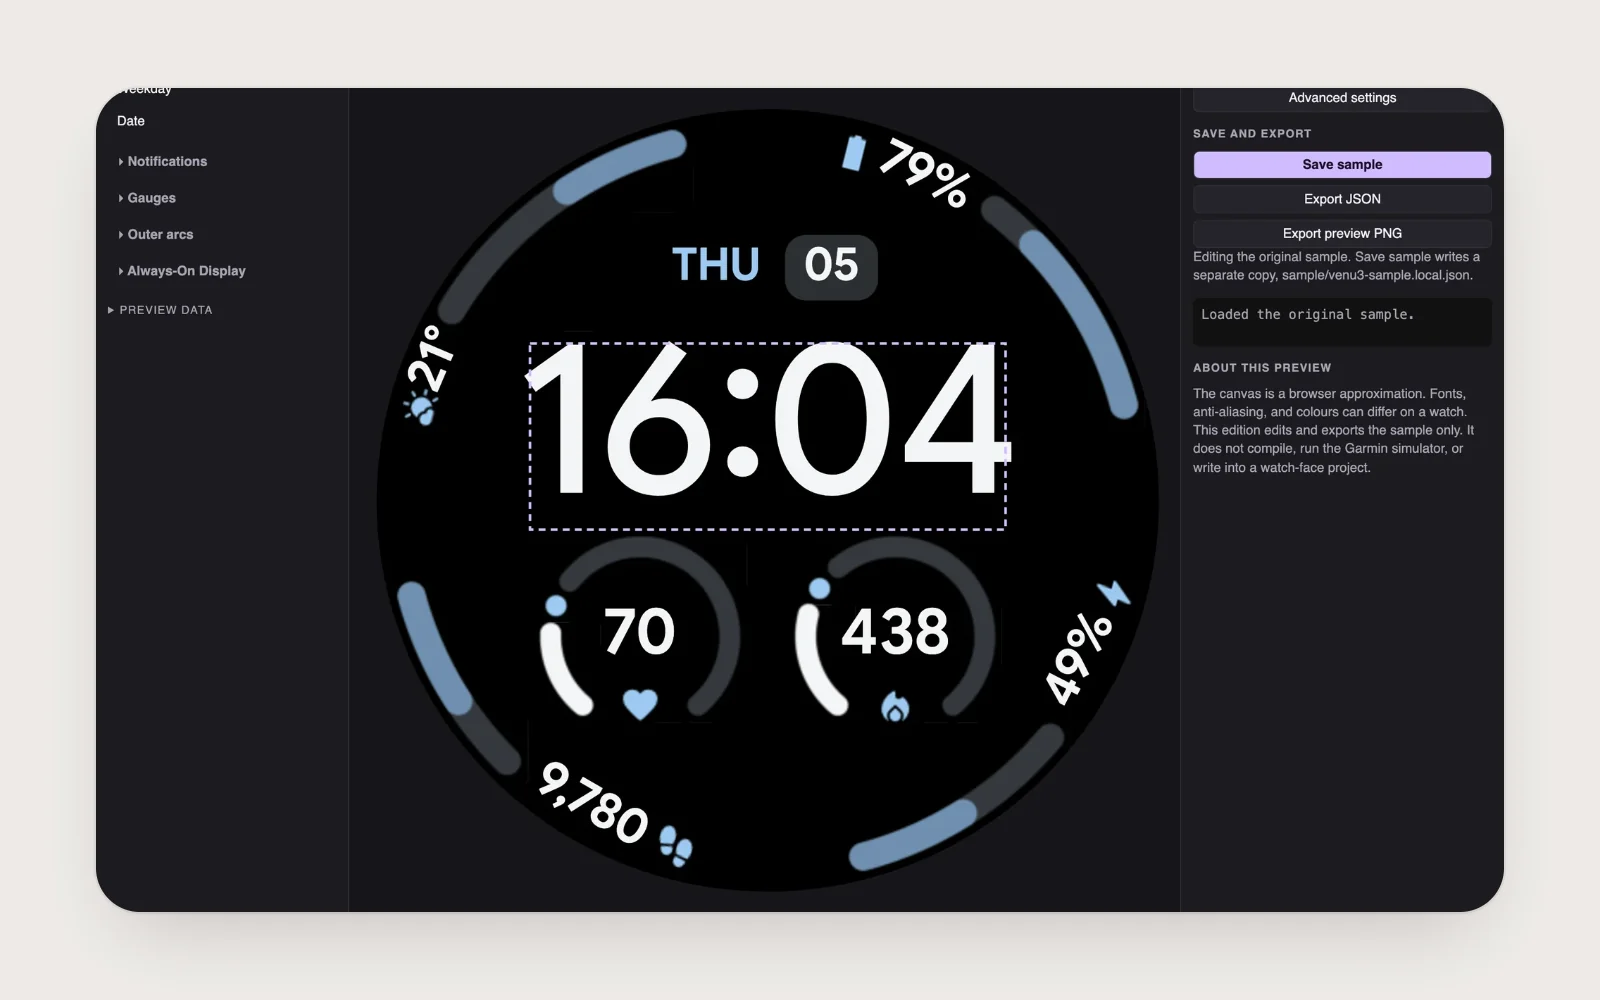 Weekday
Date
Notifications
Gauges
Outer arcs
Always-On Display
PREVIEW DATA
79%
THU 05
21°
16:04
70
438
49%
9,780
Advanced settings
SAVE AND EXPORT
Save sample
Export JSON
Export preview PNG
Editing the original sample. Save sample writes a
separate copy, sample/venu3-sample.local.json.
Loaded the original sample.
ABOUT THIS PREVIEW
The canvas is a browser approximation. Fonts,
anti-aliasing, and colours can differ on a watch.
This edition edits and exports the sample only. It
does not compile, run the Garmin simulator, or
write into a watch-face project.